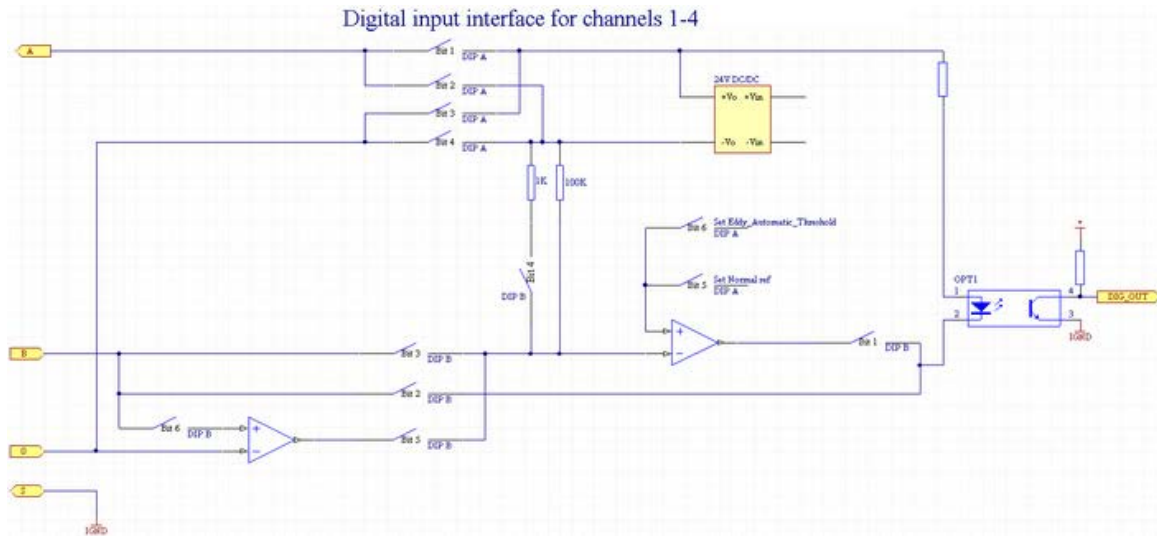 Digital input interface for channels 1-4
A
Bit 1
DIP A
Bit 2
DIP A
Bit 3
DIP A
Bit 4
DIP A
24V DC/DC
+Vo +Vin
-Vo -Vin
1K
100K
Bit 4
DIP B
Bit 6
Set Eddy_Automatic_Threshold
DIP A
Bit 5
Set Normal ref
DIP A
+
-
Bit 1
DIP B
OPT1
1
2
4
3
DIG_OUT
IGND
B
Bit 3
DIP B
Bit 2
DIP B
Bit 6
DIP B
+
-
Bit 5
DIP B
0
S
IGND